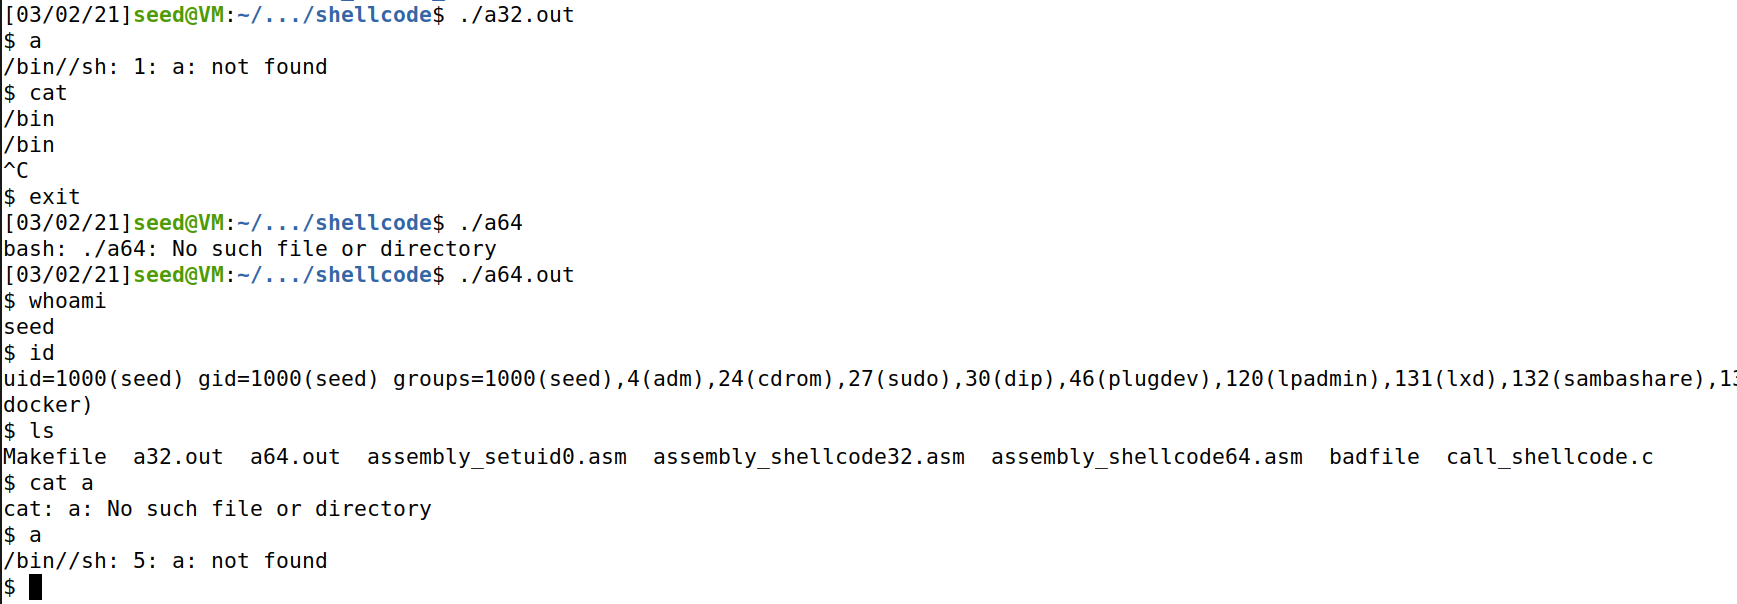 [03/02/21]seed@VM:~/.../shellcode$ ./a32.out
$ a
/bin//sh: 1: a: not found
$ cat
/bin
/bin
^C
$ exit
[03/02/21]seed@VM:~/.../shellcode$ ./a64
bash: ./a64: No such file or directory
[03/02/21]seed@VM:~/.../shellcode$ ./a64.out
$ whoami
seed
$ id
uid=1000(seed) gid=1000(seed) groups=1000(seed),4(adm),24(cdrom),27(sudo),30(dip),46(plugdev),120(lpadmin),131(lxd),132(sambashare),13
docker)
$ ls
Makefile  a32.out  a64.out  assembly_setuid0.asm  assembly_shellcode32.asm  assembly_shellcode64.asm  badfile  call_shellcode.c
$ cat a
cat: a: No such file or directory
$ a
/bin//sh: 5: a: not found
$